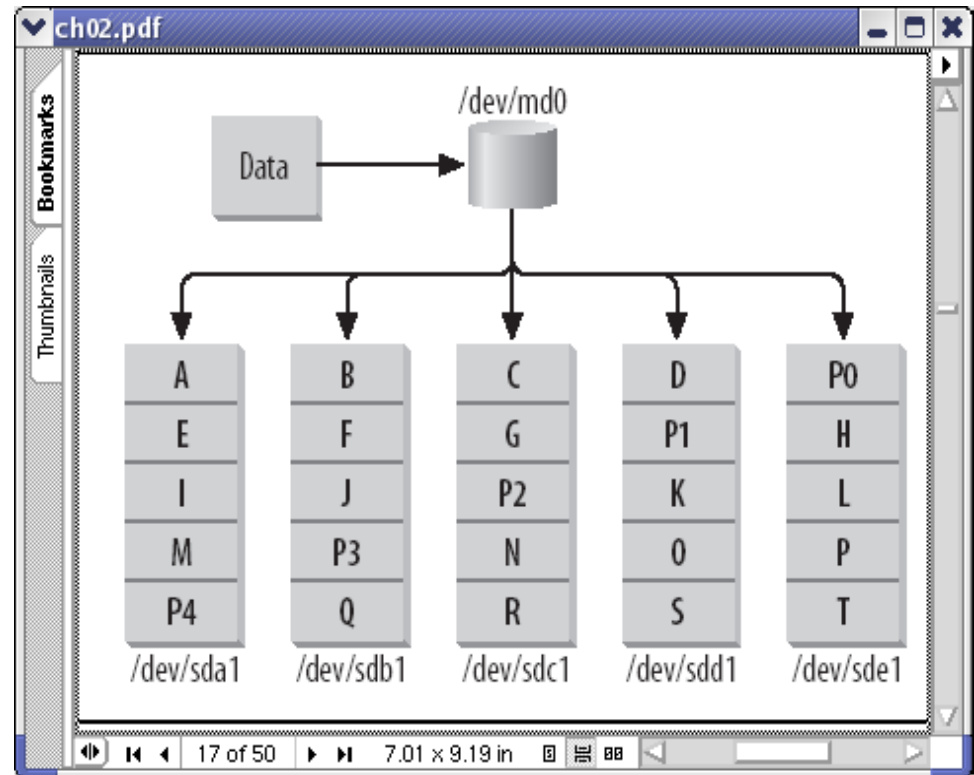 ch02.pdf
Bookmarks
Thumbnails
/dev/md0
Data
A B C D P0
E F G P1 H
I J P2 K L
M P3 N O P
P4 Q R S T
/dev/sda1 /dev/sdb1 /dev/sdc1 /dev/sdd1 /dev/sde1
17 of 50 7.01 × 9.19 in